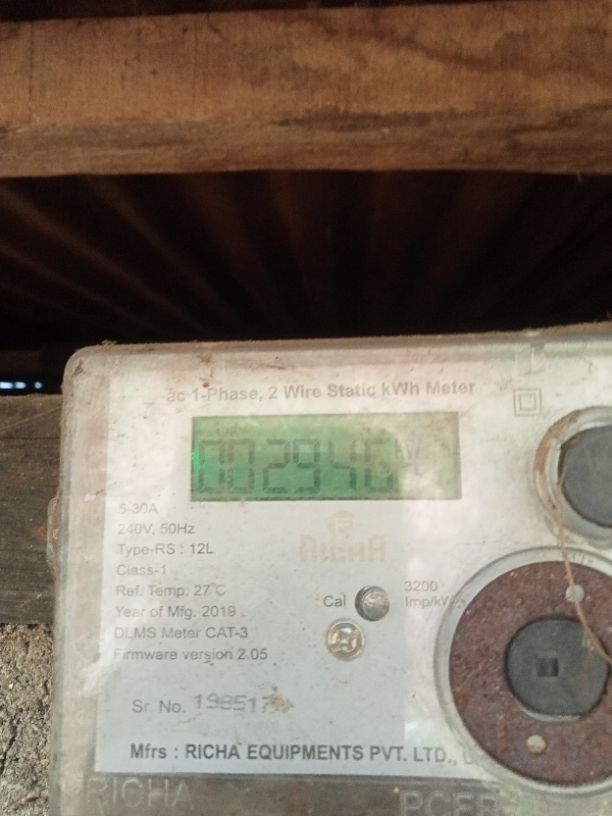 ac 1-Phase, 2 Wire Static kWh Meter
002946
5-30A
240V, 50Hz
Type-RS : 12L
Class-1
Ref. Temp. 27°C
Year of Mfg. 2019
DLMS Meter CAT-3
Firmware version 2.05
RICHA
Cal
3200
Sr. No.
Mfrs : RICHA EQUIPMENTS PVT. LTD.,
RICHA